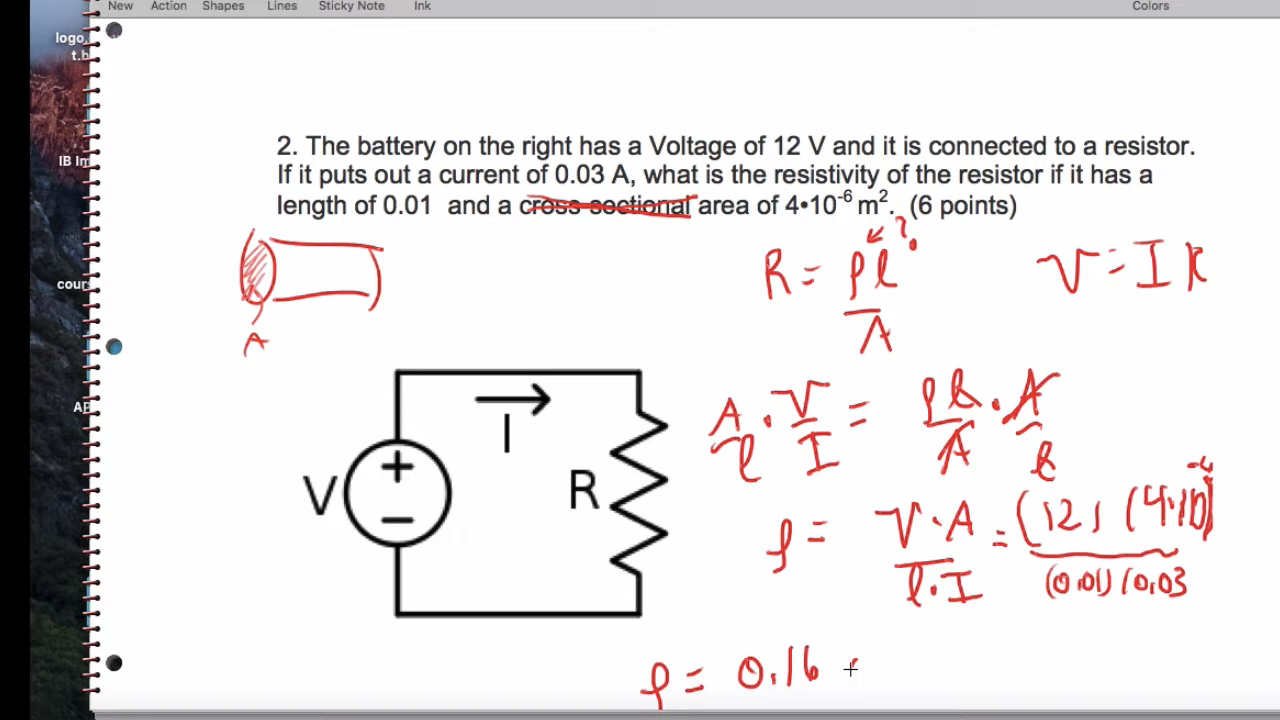 New Action Shapes Lines Sticky Note Ink Colors
logo.
t.b
2. The battery on the right has a Voltage of 12 V and it is connected to a resistor.
IB Im
If it puts out a current of 0.03 A, what is the resistivity of the resistor if it has a
length of 0.01 and a cross-sectional area of 4•10⁻⁶ m². (6 points)
?
R = ρl / A
V = I R
cour
A
I
AP
A/l · V/I = ρl/A · A/l
V + − R
ρ = V·A / l·I = (12)(4·10⁻⁶) / (0.01)(0.03
ρ = 0.16